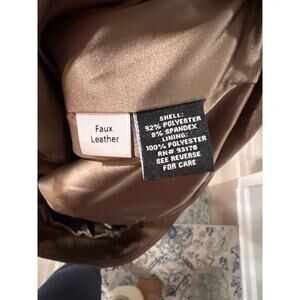 Faux
Leather
SHELL:
92% POLYESTER
8% SPANDEX
LINING:
100% POLYESTER
RN# 93178
SEE REVERSE
FOR CARE